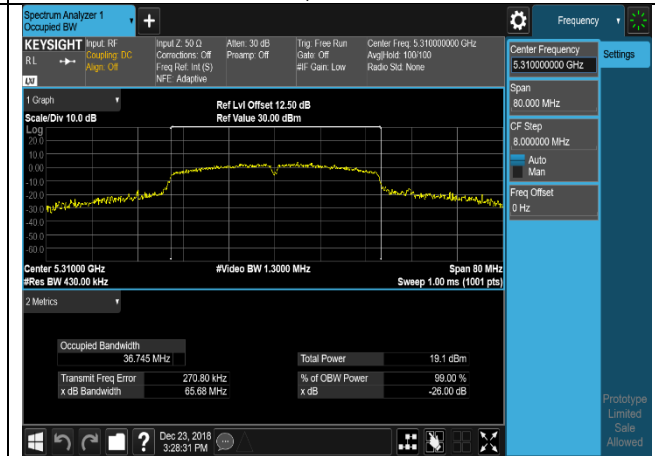 Spectrum Analyzer 1
Occupied BW
+
Frequency
KEYSIGHT
RL
LXI
Input: RF
Coupling: DC
Align: Off
Input Z: 50 Ω
Corrections: Off
Freq Ref: Int (S)
NFE: Adaptive
Atten: 30 dB
Preamp: Off
Trig: Free Run
Gate: Off
#IF Gain: Low
Center Freq: 5.310000000 GHz
Avg|Hold: 100/100
Radio Std: None
Center Frequency
5.310000000 GHz
Settings
Span
80.000 MHz
CF Step
8.000000 MHz
Auto
Man
Freq Offset
0 Hz
1 Graph
Scale/Div 10.0 dB
Ref Lvl Offset 12.50 dB
Ref Value 30.00 dBm
Log
20.0
10.0
0.00
-10.0
-20.0
-30.0
-40.0
-50.0
-60.0
Center 5.31000 GHz
#Video BW 1.3000 MHz
Span 80 MHz
#Res BW 430.00 kHz
Sweep 1.00 ms (1001 pts)
2 Metrics
Occupied Bandwidth
36.745 MHz
Total Power 19.1 dBm
Transmit Freq Error 270.80 kHz
% of OBW Power 99.00 %
x dB Bandwidth 65.68 MHz
x dB -26.00 dB
Prototype
Limited
Sale
Allowed
?
Dec 23, 2018
3:28:31 PM